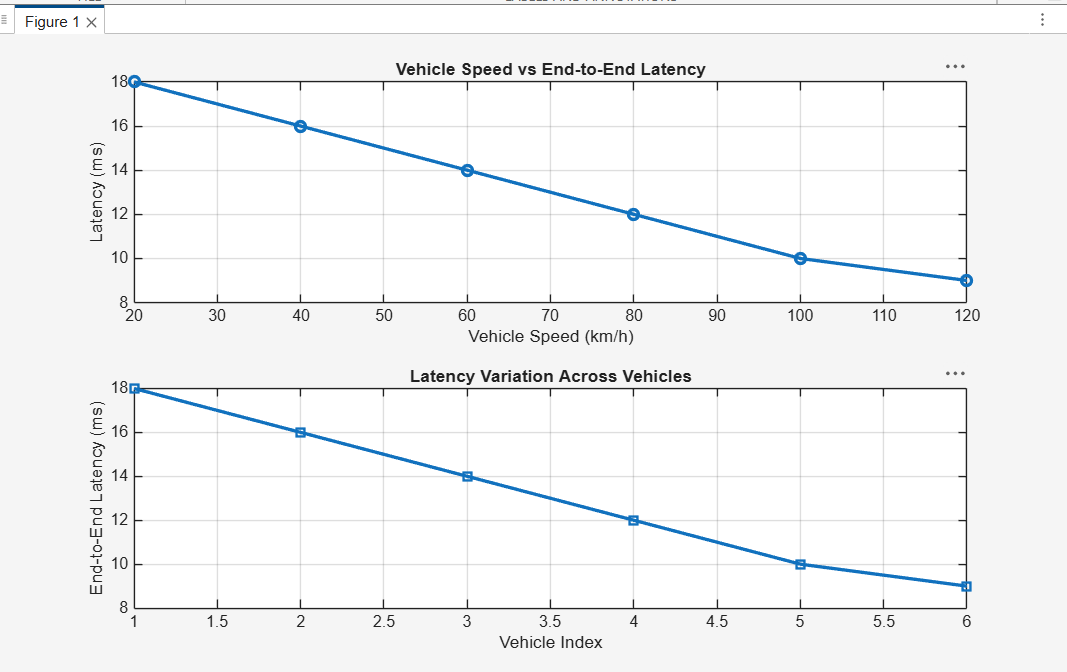 Figure 1
Vehicle Speed vs End-to-End Latency
18
16
14
12
10
8
Latency (ms)
20 30 40 50 60 70 80 90 100 110 120
Vehicle Speed (km/h)
Latency Variation Across Vehicles
18
16
14
12
10
8
End-to-End Latency (ms)
1 1.5 2 2.5 3 3.5 4 4.5 5 5.5 6
Vehicle Index